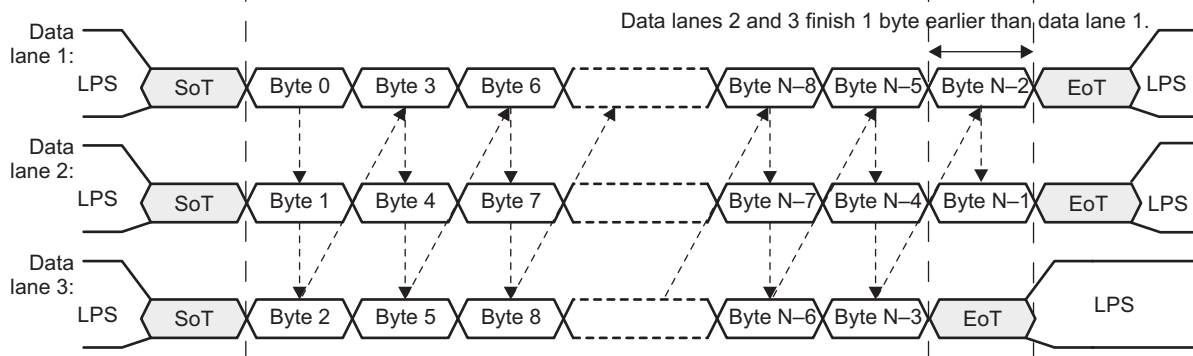 Data lanes 2 and 3 finish 1 byte earlier than data lane 1.
Data
lane 1:
LPS SoT Byte 0 Byte 3 Byte 6 Byte N–8 Byte N–5 Byte N–2 EoT LPS
Data
lane 2:
LPS SoT Byte 1 Byte 4 Byte 7 Byte N–7 Byte N–4 Byte N–1 EoT LPS
Data
lane 3:
LPS SoT Byte 2 Byte 5 Byte 8 Byte N–6 Byte N–3 EoT LPS